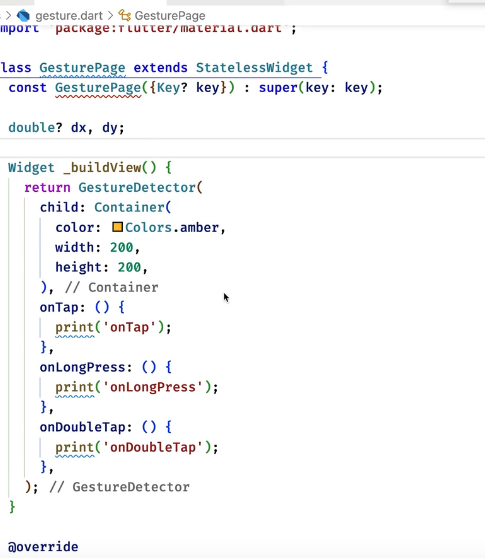 gesture.dart > GesturePage
mport 'package:flutter/material.dart';
lass GesturePage extends StatelessWidget {
const GesturePage({Key? key}) : super(key: key);
double? dx, dy;
Widget _buildView() {
return GestureDetector(
child: Container(
color: Colors.amber,
width: 200,
height: 200,
), // Container
onTap: () {
print('onTap');
},
onLongPress: () {
print('onLongPress');
},
onDoubleTap: () {
print('onDoubleTap');
},
); // GestureDetector
}
@override